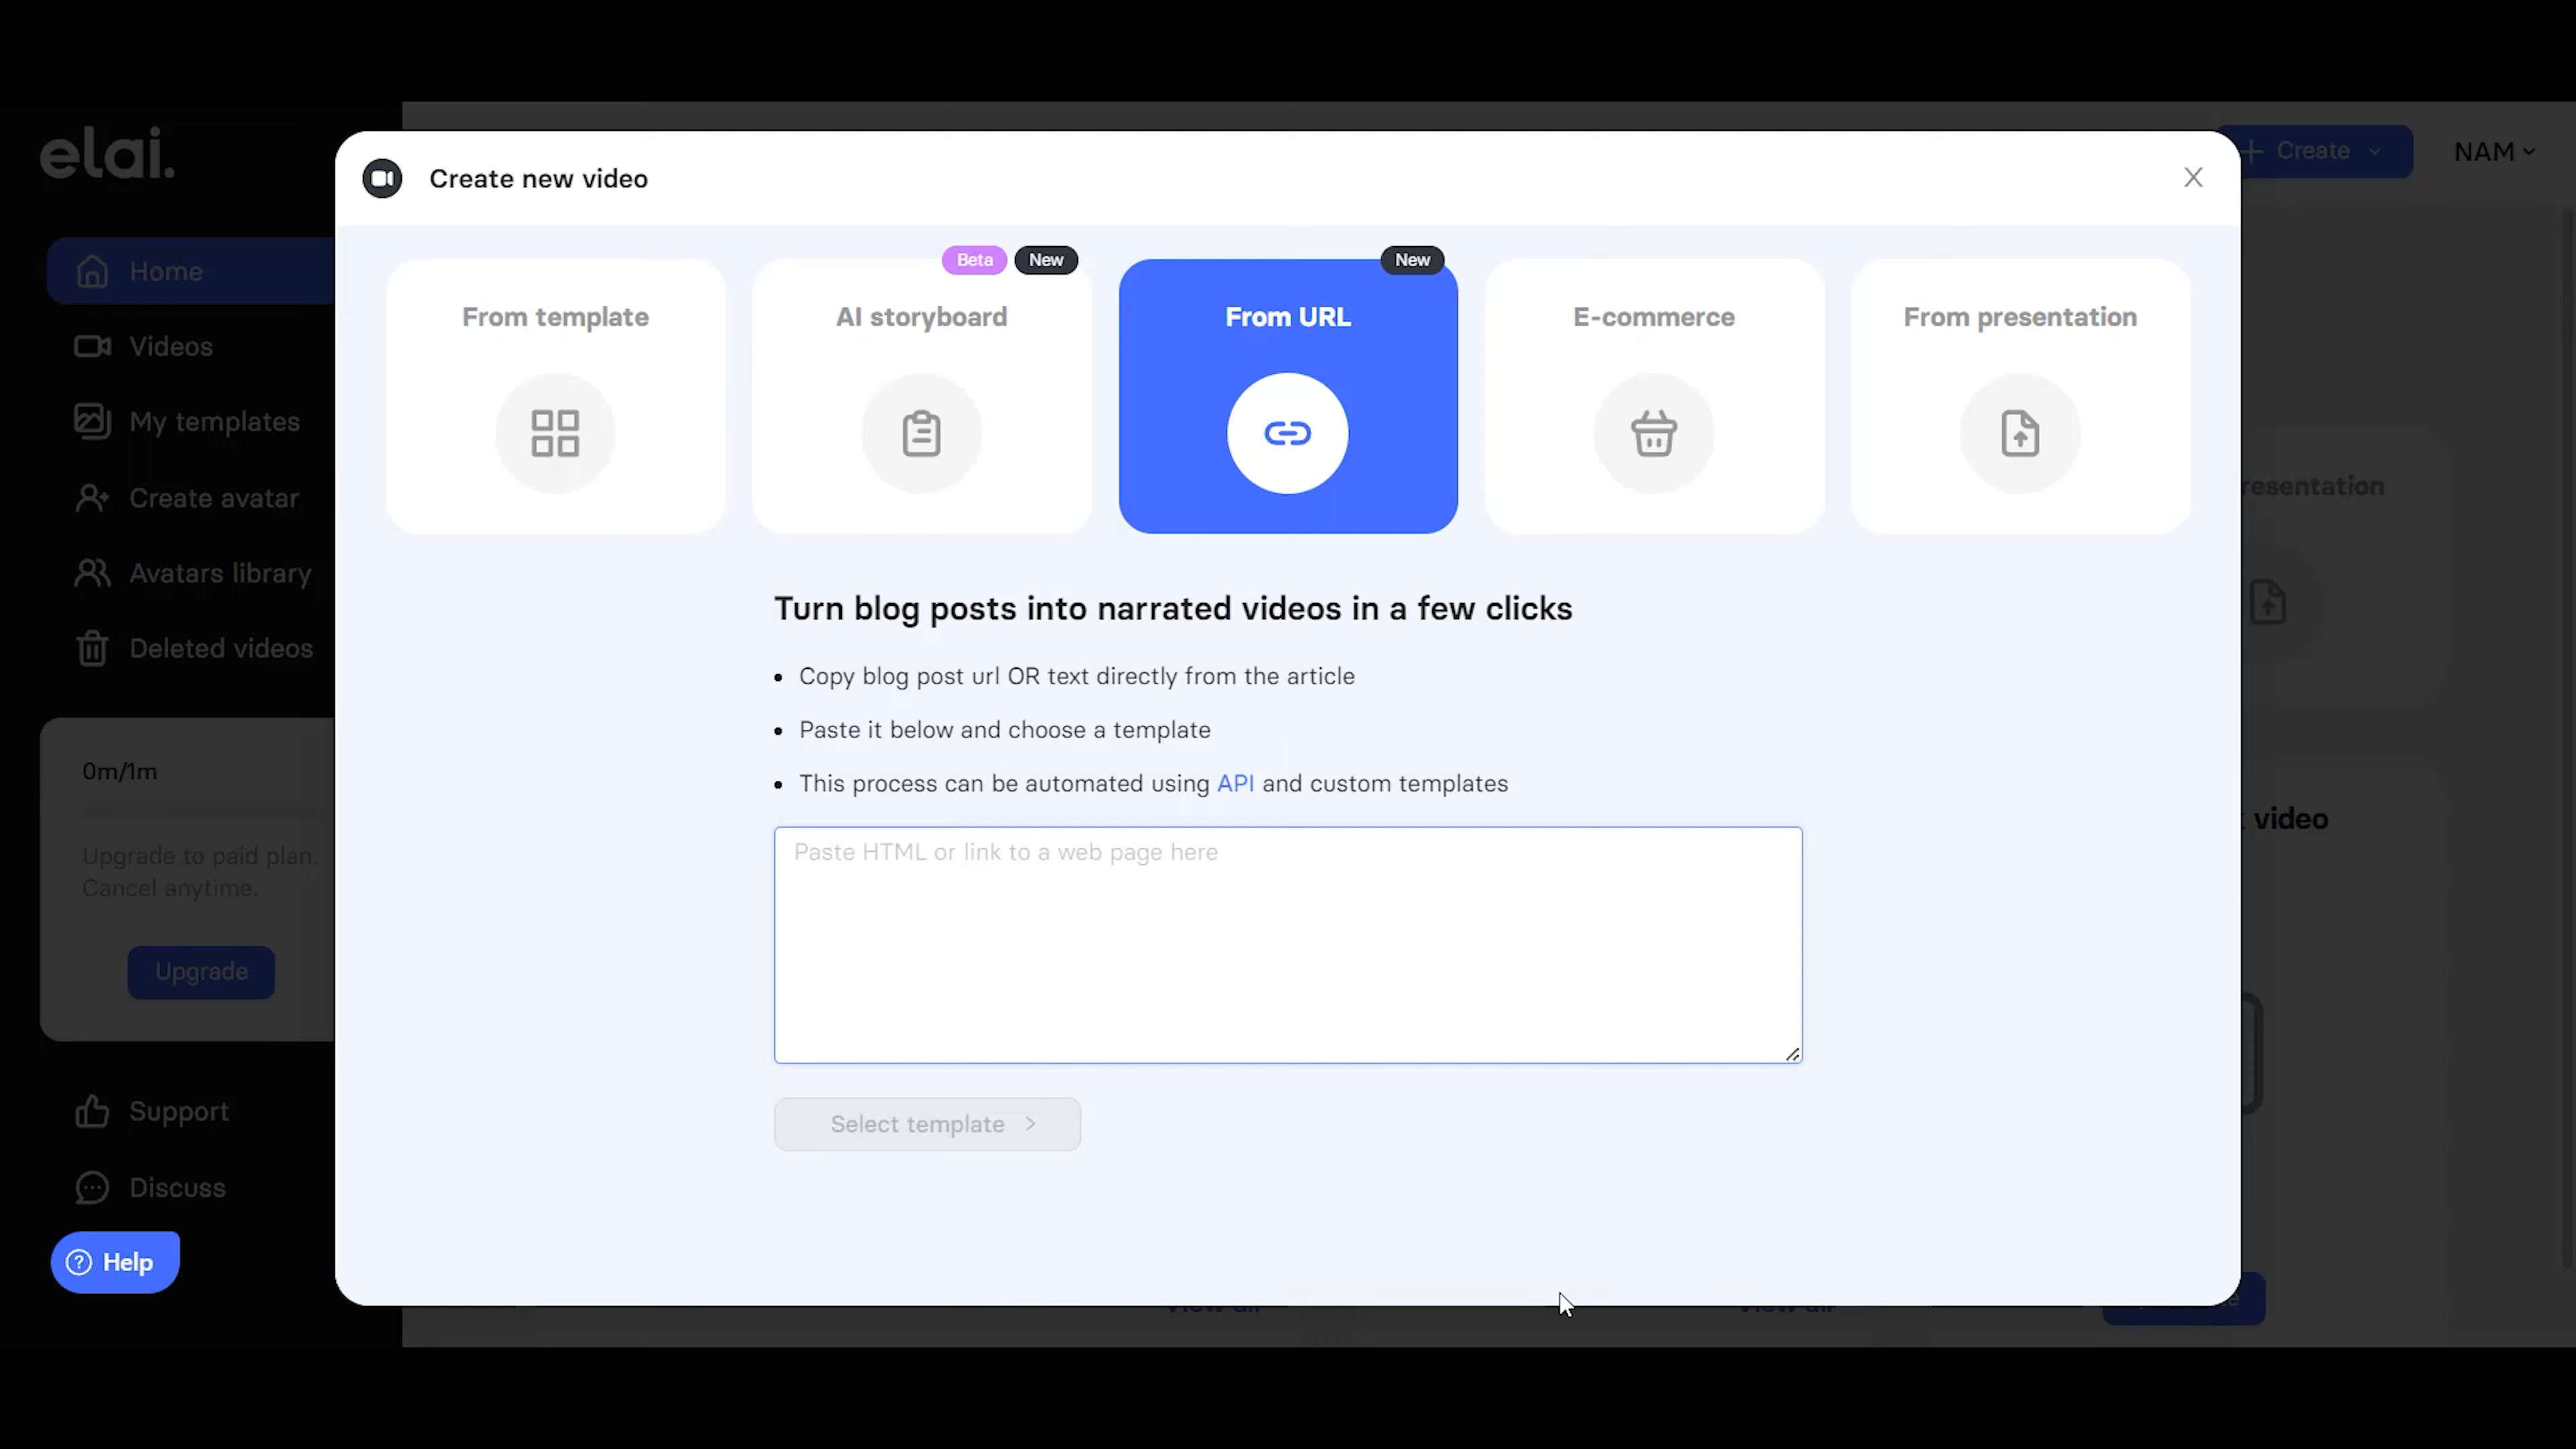 elai.
Create new video
Create
NAM
Home
Videos
My templates
Create avatar
Avatars library
Deleted videos
0m/1m
Upgrade to paid plan.
Cancel anytime.
Upgrade
Support
Discuss
Help
From template
Beta
New
AI storyboard
New
From URL
E-commerce
From presentation
Turn blog posts into narrated videos in a few clicks
• Copy blog post url OR text directly from the article
• Paste it below and choose a template
• This process can be automated using API and custom templates
Paste HTML or link to a web page here
Select template
resentation
video
View all
View all